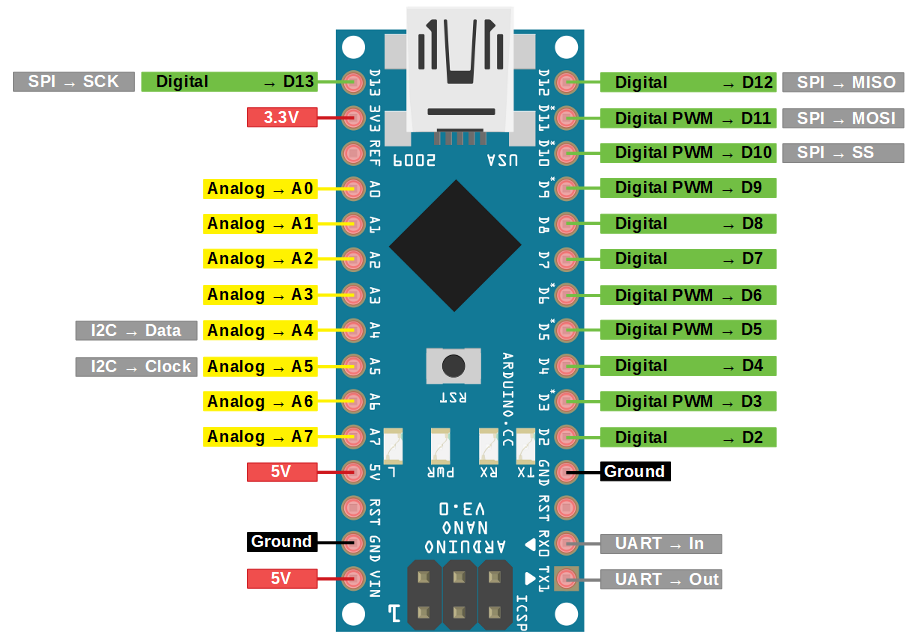 SPI → SCK Digital → D13
3.3V
Analog → A0
Analog → A1
Analog → A2
Analog → A3
I2C → Data Analog → A4
I2C → Clock Analog → A5
Analog → A6
Analog → A7
5V
Ground
5V
D13
3V3
REF
A0
A1
A2
A3
A4
A5
A6
A7
5V
RST
GND
VIN
2009 USA
RST
ARDUINO.CC
L PWR RX TX
V3.0
NANO
ARDUINO
1
ICSP
D12
D11*
D10*
D9*
D8
D7
D6*
D5*
D4
D3*
D2
GND
RST
RX0
TX1
Digital → D12 SPI → MISO
Digital PWM → D11 SPI → MOSI
Digital PWM → D10 SPI → SS
Digital PWM → D9
Digital → D8
Digital → D7
Digital PWM → D6
Digital PWM → D5
Digital → D4
Digital PWM → D3
Digital → D2
Ground
UART → In
UART → Out